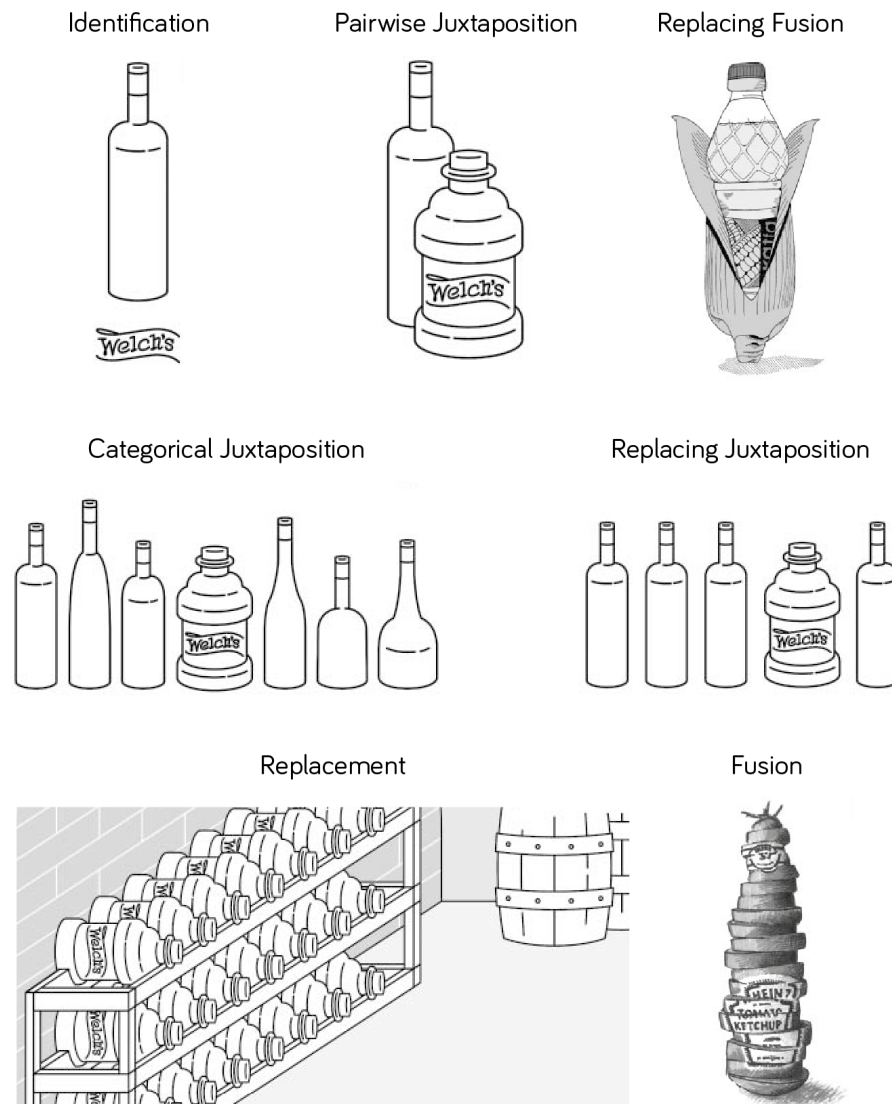 Identification
Pairwise Juxtaposition
Replacing Fusion
Welch's
Welch's
Categorical Juxtaposition
Replacing Juxtaposition
Welch's
Welch's
Replacement
Fusion
Welch's
Welch's
Welch's
HEINZ
TOMATO
KETCHUP